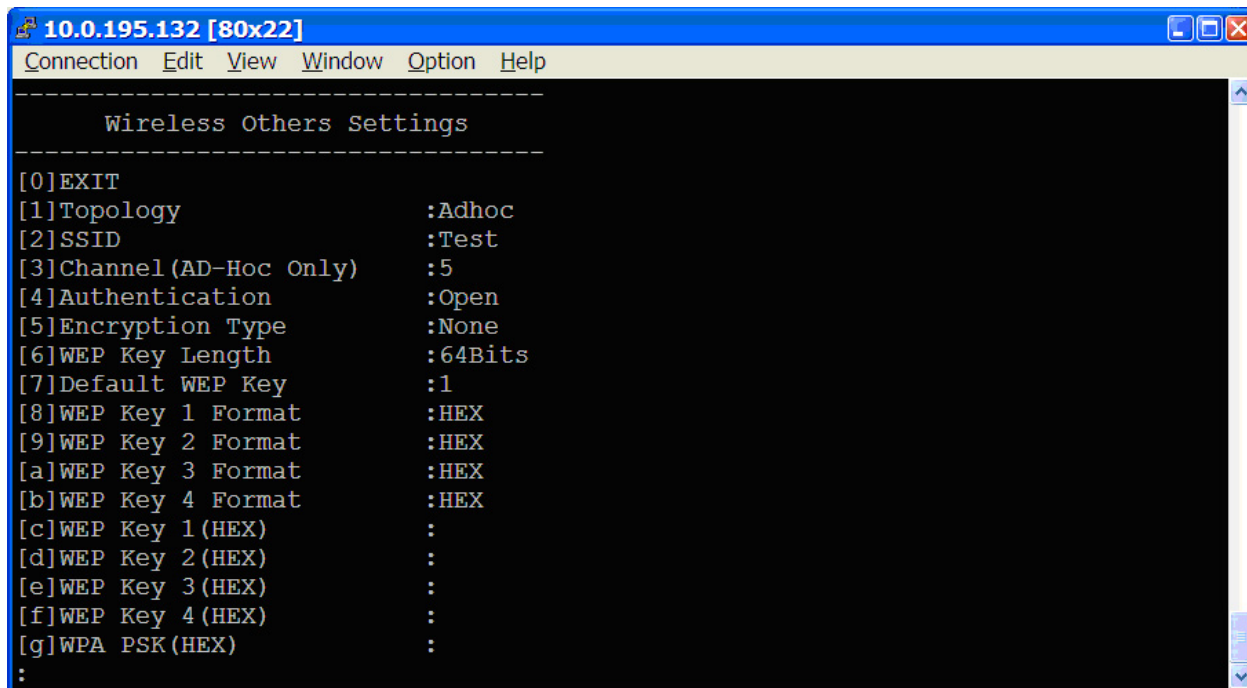 10.0.195.132 [80x22]
Connection Edit View Window Option Help
-----------------------------------
Wireless Others Settings
-----------------------------------
[0]EXIT
[1]Topology :Adhoc
[2]SSID :Test
[3]Channel(AD-Hoc Only) :5
[4]Authentication :Open
[5]Encryption Type :None
[6]WEP Key Length :64Bits
[7]Default WEP Key :1
[8]WEP Key 1 Format :HEX
[9]WEP Key 2 Format :HEX
[a]WEP Key 3 Format :HEX
[b]WEP Key 4 Format :HEX
[c]WEP Key 1(HEX) :
[d]WEP Key 2(HEX) :
[e]WEP Key 3(HEX) :
[f]WEP Key 4(HEX) :
[g]WPA PSK(HEX) :
: